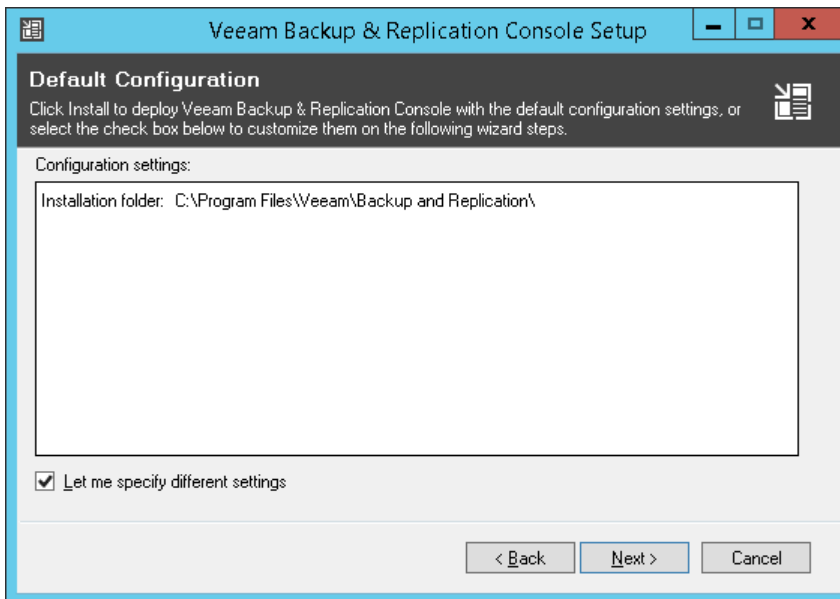 Veeam Backup & Replication Console Setup
Default Configuration
Click Install to deploy Veeam Backup & Replication Console with the default configuration settings, or
select the check box below to customize them on the following wizard steps.
Configuration settings:
Installation folder: C:\Program Files\Veeam\Backup and Replication\
Let me specify different settings
< Back Next > Cancel